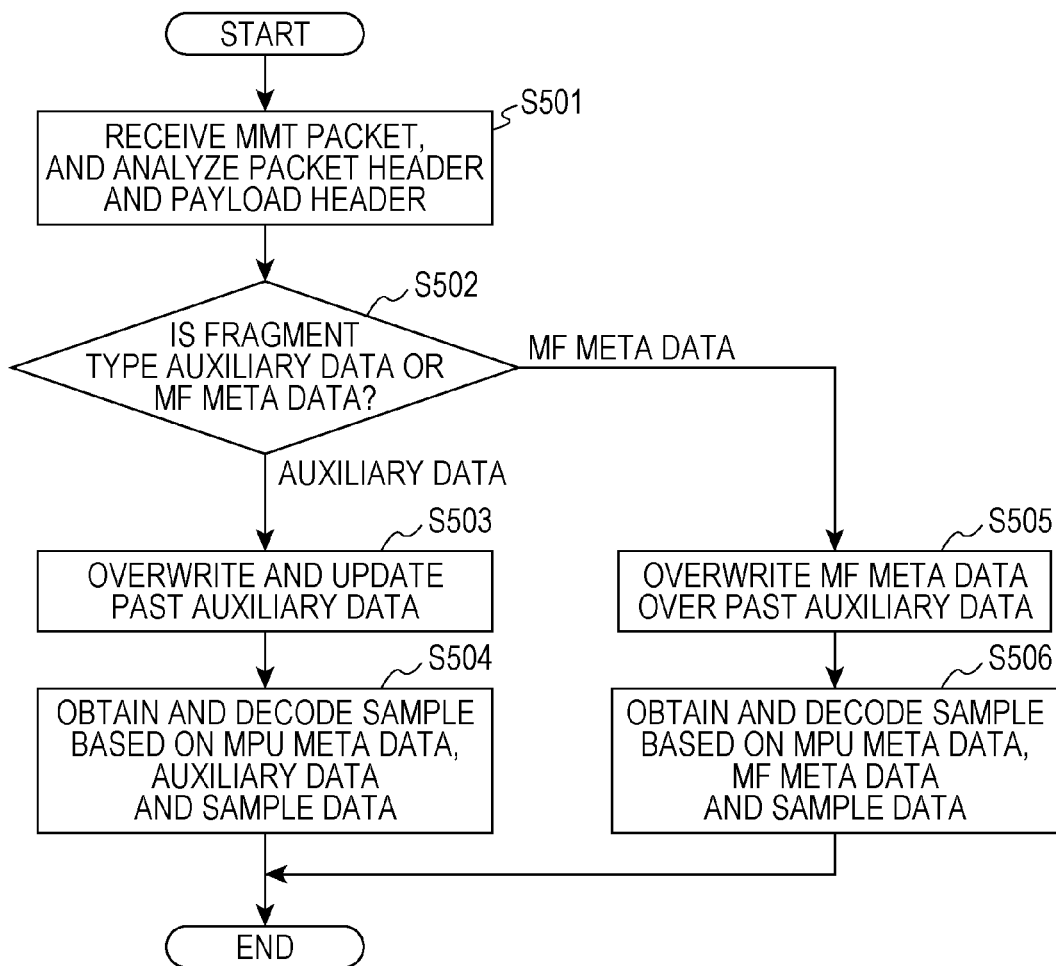 START
S501
RECEIVE MMT PACKET,
AND ANALYZE PACKET HEADER
AND PAYLOAD HEADER
S502
IS FRAGMENT
TYPE AUXILIARY DATA OR
MF META DATA?
MF META DATA
AUXILIARY DATA
S503
OVERWRITE AND UPDATE
PAST AUXILIARY DATA
S504
OBTAIN AND DECODE SAMPLE
BASED ON MPU META DATA,
AUXILIARY DATA
AND SAMPLE DATA
S505
OVERWRITE MF META DATA
OVER PAST AUXILIARY DATA
S506
OBTAIN AND DECODE SAMPLE
BASED ON MPU META DATA,
MF META DATA
AND SAMPLE DATA
END